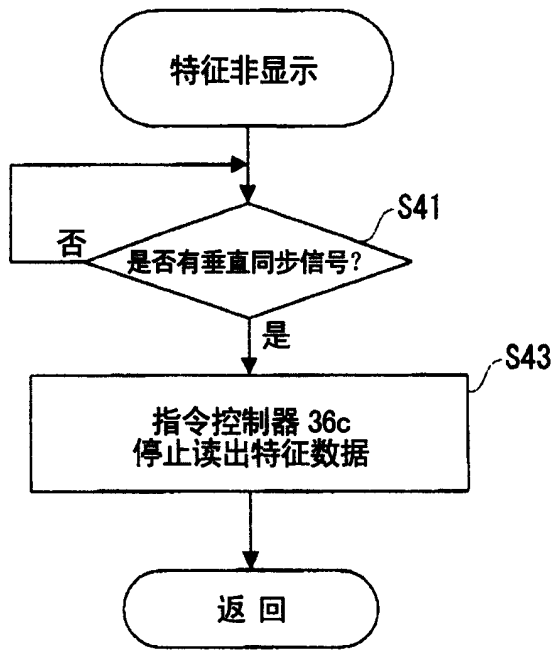 特征非显示
S41
否
是否有垂直同步信号?
是
S43
指令控制器 36c
停止读出特征数据
返 回